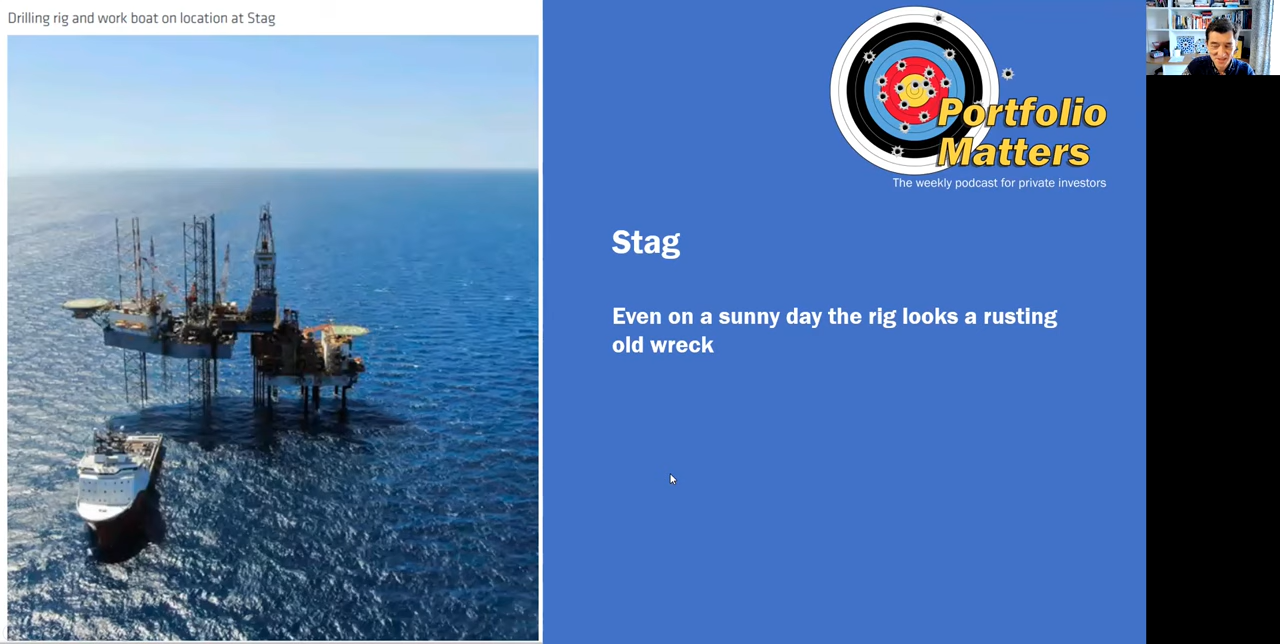 Drilling rig and work boat on location at Stag
Portfolio
Matters
The weekly podcast for private investors
Stag
Even on a sunny day the rig looks a rusting
old wreck